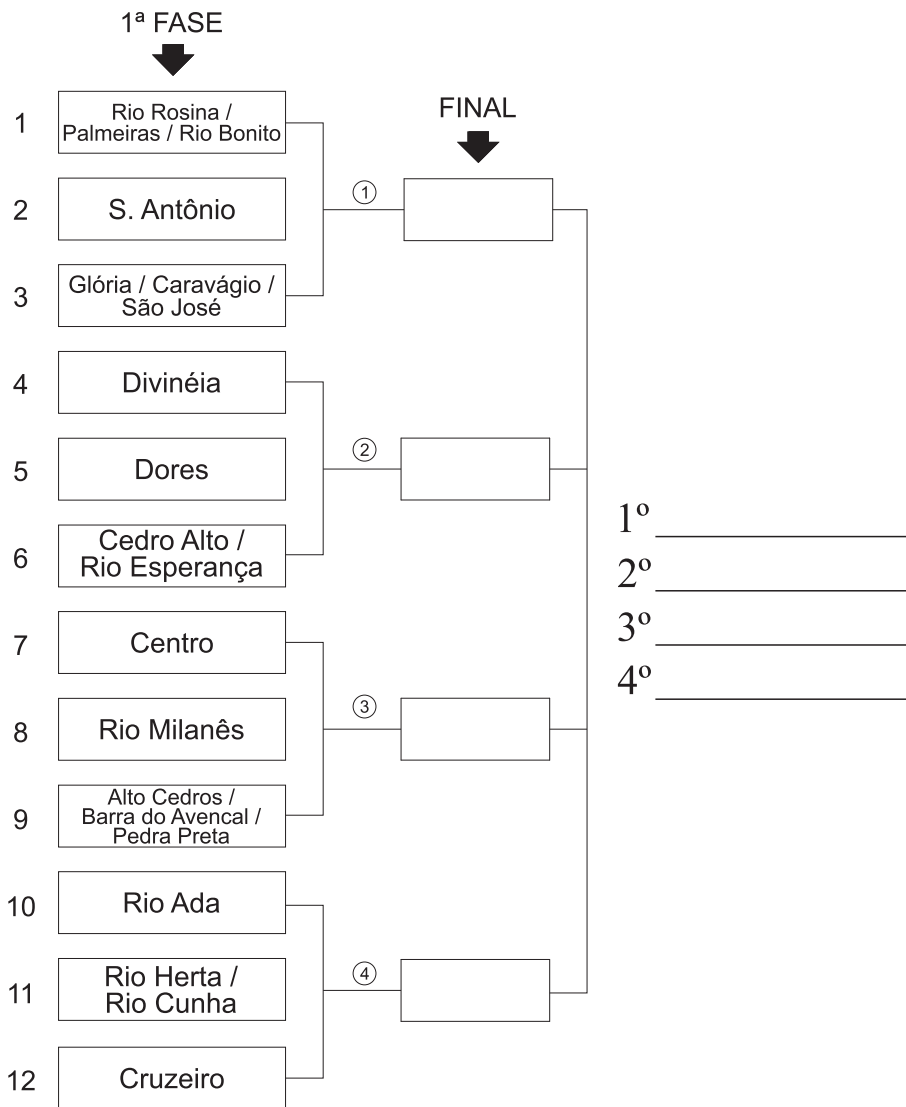 1ª FASE
FINAL
1
Rio Rosina /
Palmeiras / Rio Bonito
2
S. Antônio
3
Glória / Caravágio /
São José
①
4
Divinéia
5
Dores
6
Cedro Alto /
Rio Esperança
②
7
Centro
8
Rio Milanês
9
Alto Cedros /
Barra do Avencal /
Pedra Preta
③
10
Rio Ada
11
Rio Herta /
Rio Cunha
12
Cruzeiro
④
1º
2º
3º
4º